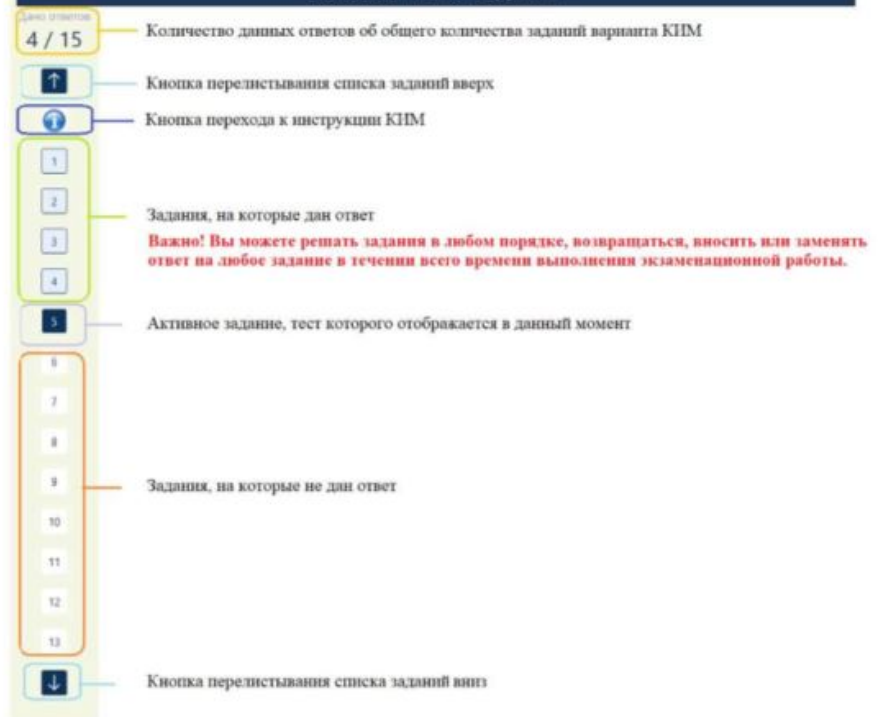 Дано ответов
4 / 15
Количество данных ответов об общего количества заданий варианта КИМ
Кнопка перелистывания списка заданий вверх
Кнопка перехода к инструкции КИМ
1
2
3
4
Задания, на которые дан ответ
Важно! Вы можете решать задания в любом порядке, возвращаться, вносить или заменять
ответ на любое задание в течении всего времени выполнения экзаменационной работы.
5
Активное задание, тест которого отображается в данный момент
6
7
8
9
Задания, на которые не дан ответ
10
11
12
13
Кнопка перелистывания списка заданий вниз